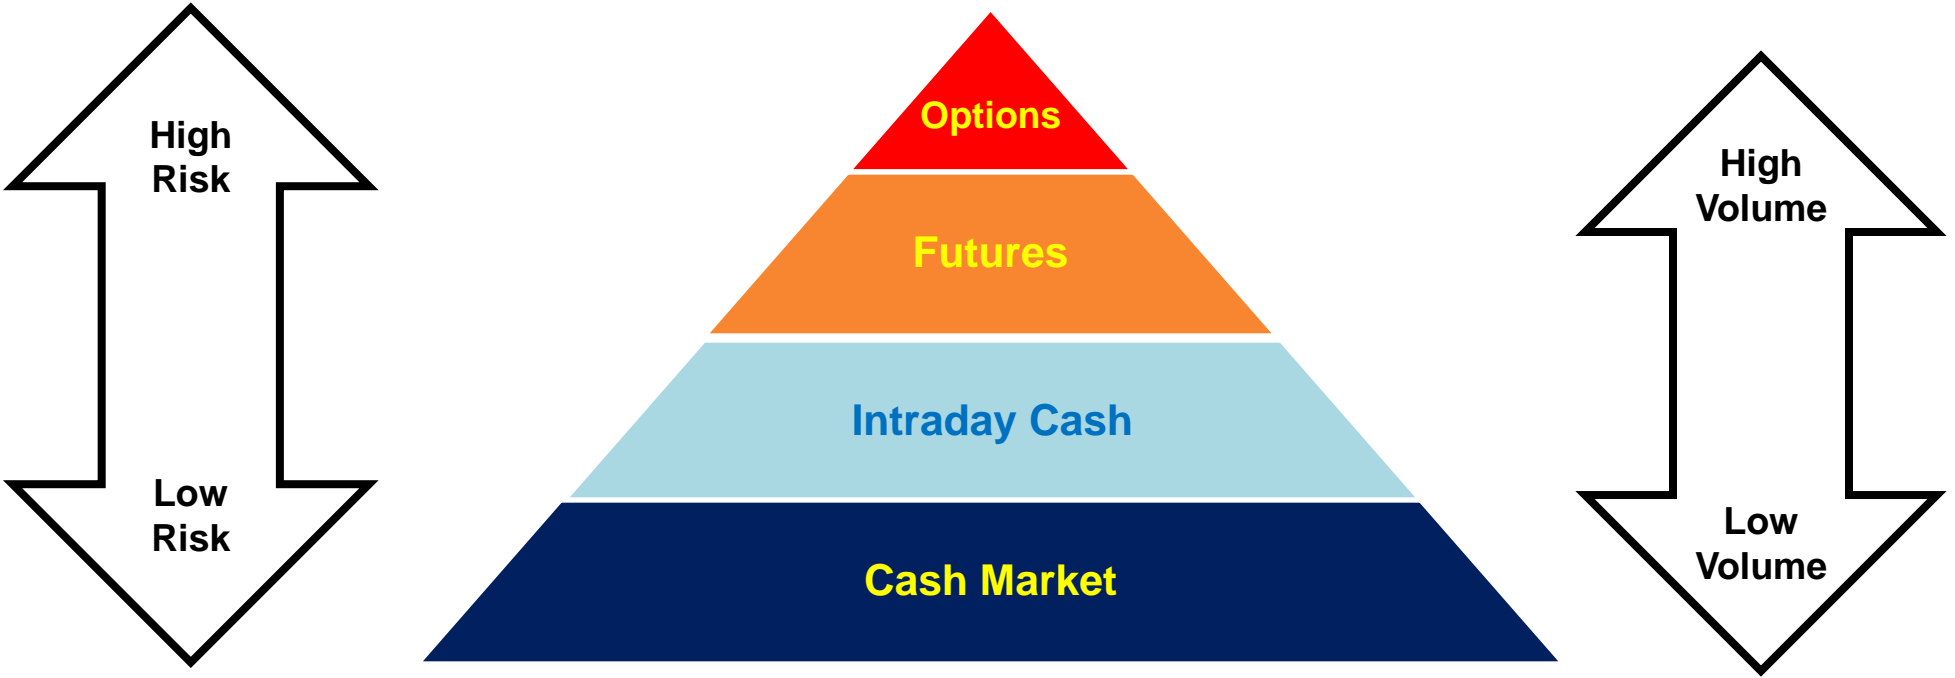 High
Risk
Low
Risk
Options
Futures
Intraday Cash
Cash Market
High
Volume
Low
Volume